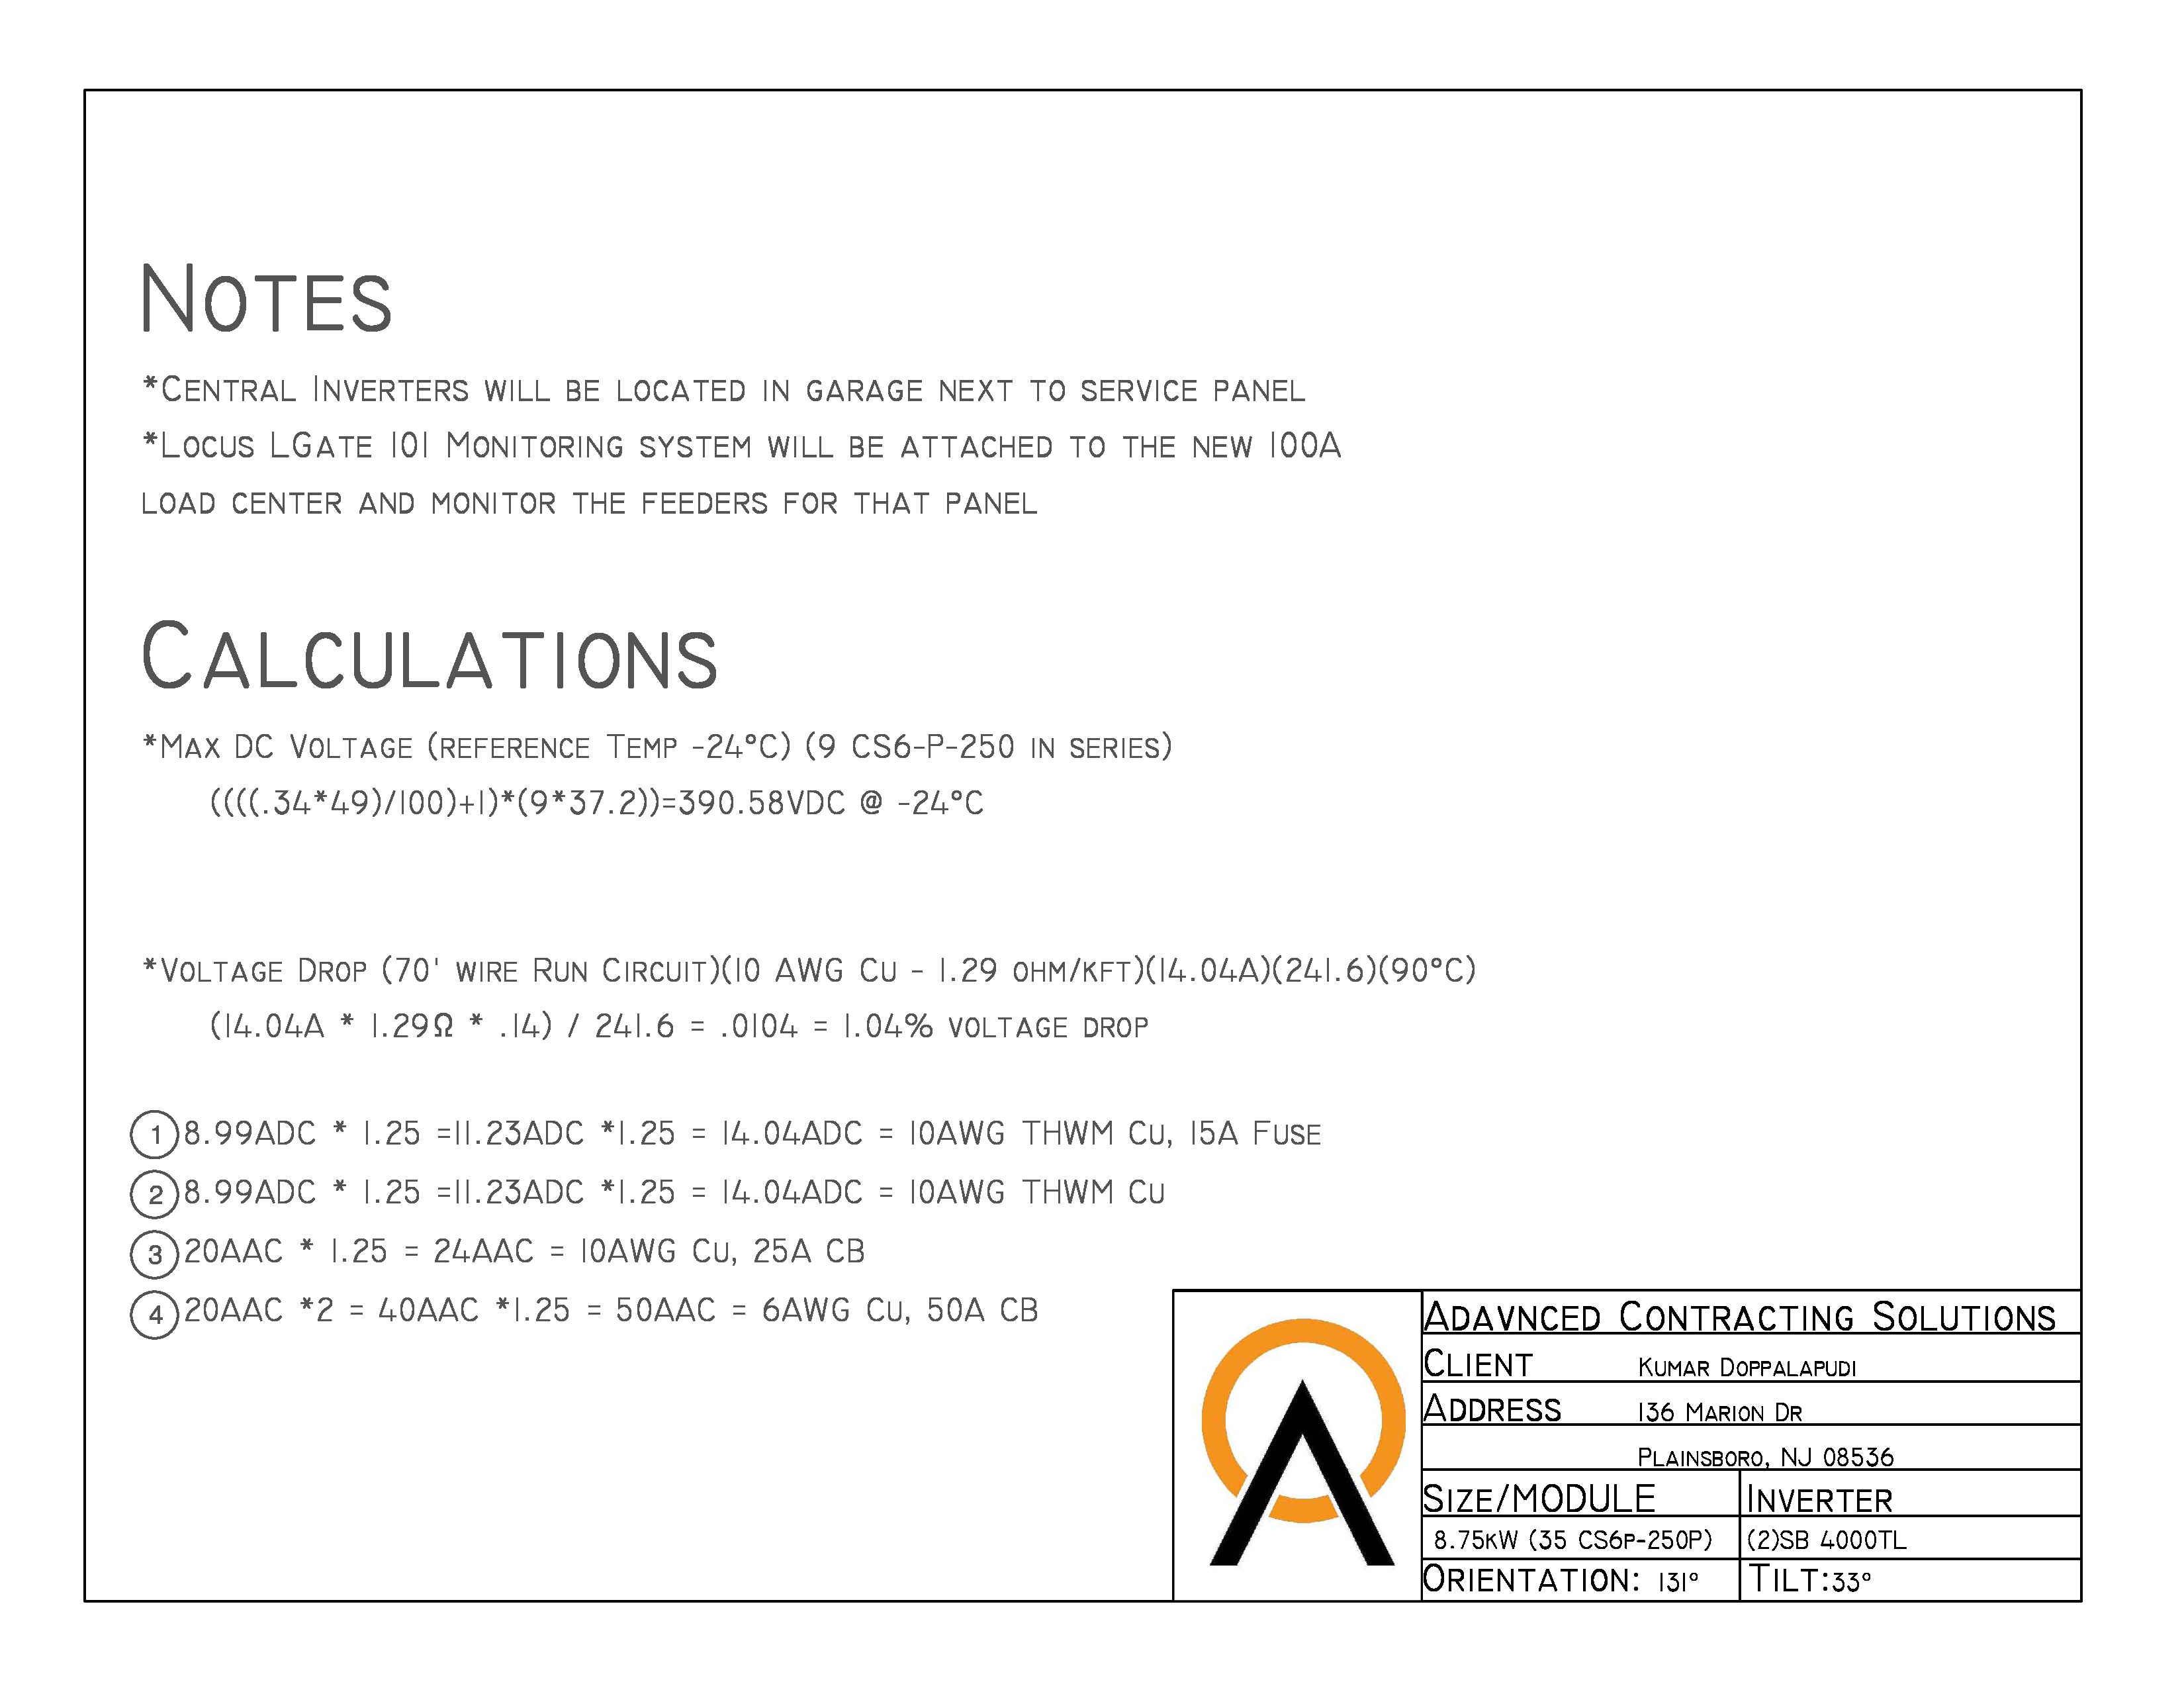 NOTES
*CENTRAL INVERTERS WILL BE LOCATED IN GARAGE NEXT TO SERVICE PANEL
*LOCUS LGATE 101 MONITORING SYSTEM WILL BE ATTACHED TO THE NEW 100A
LOAD CENTER AND MONITOR THE FEEDERS FOR THAT PANEL
CALCULATIONS
*MAX DC VOLTAGE (REFERENCE TEMP -24°C) (9 CS6-P-250 IN SERIES)
((((.34*49)/100)+1)*(9*37.2))=390.58VDC @ -24°C
*VOLTAGE DROP (70' WIRE RUN CIRCUIT)(10 AWG CU - 1.29 OHM/KFT)(14.04A)(241.6)(90°C)
(14.04A * 1.29Ω * .14) / 241.6 = .0104 = 1.04% VOLTAGE DROP
1 8.99ADC * 1.25 =11.23ADC *1.25 = 14.04ADC = 10AWG THWM CU, 15A FUSE
2 8.99ADC * 1.25 =11.23ADC *1.25 = 14.04ADC = 10AWG THWM CU
3 20AAC * 1.25 = 24AAC = 10AWG CU, 25A CB
4 20AAC *2 = 40AAC *1.25 = 50AAC = 6AWG CU, 50A CB
ADAVNCED CONTRACTING SOLUTIONS
CLIENT KUMAR DOPPALAPUDI
ADDRESS 136 MARION DR
PLAINSBORO, NJ 08536
SIZE/MODULE INVERTER
8.75KW (35 CS6P-250P) (2)SB 4000TL
ORIENTATION: 131° TILT:33°